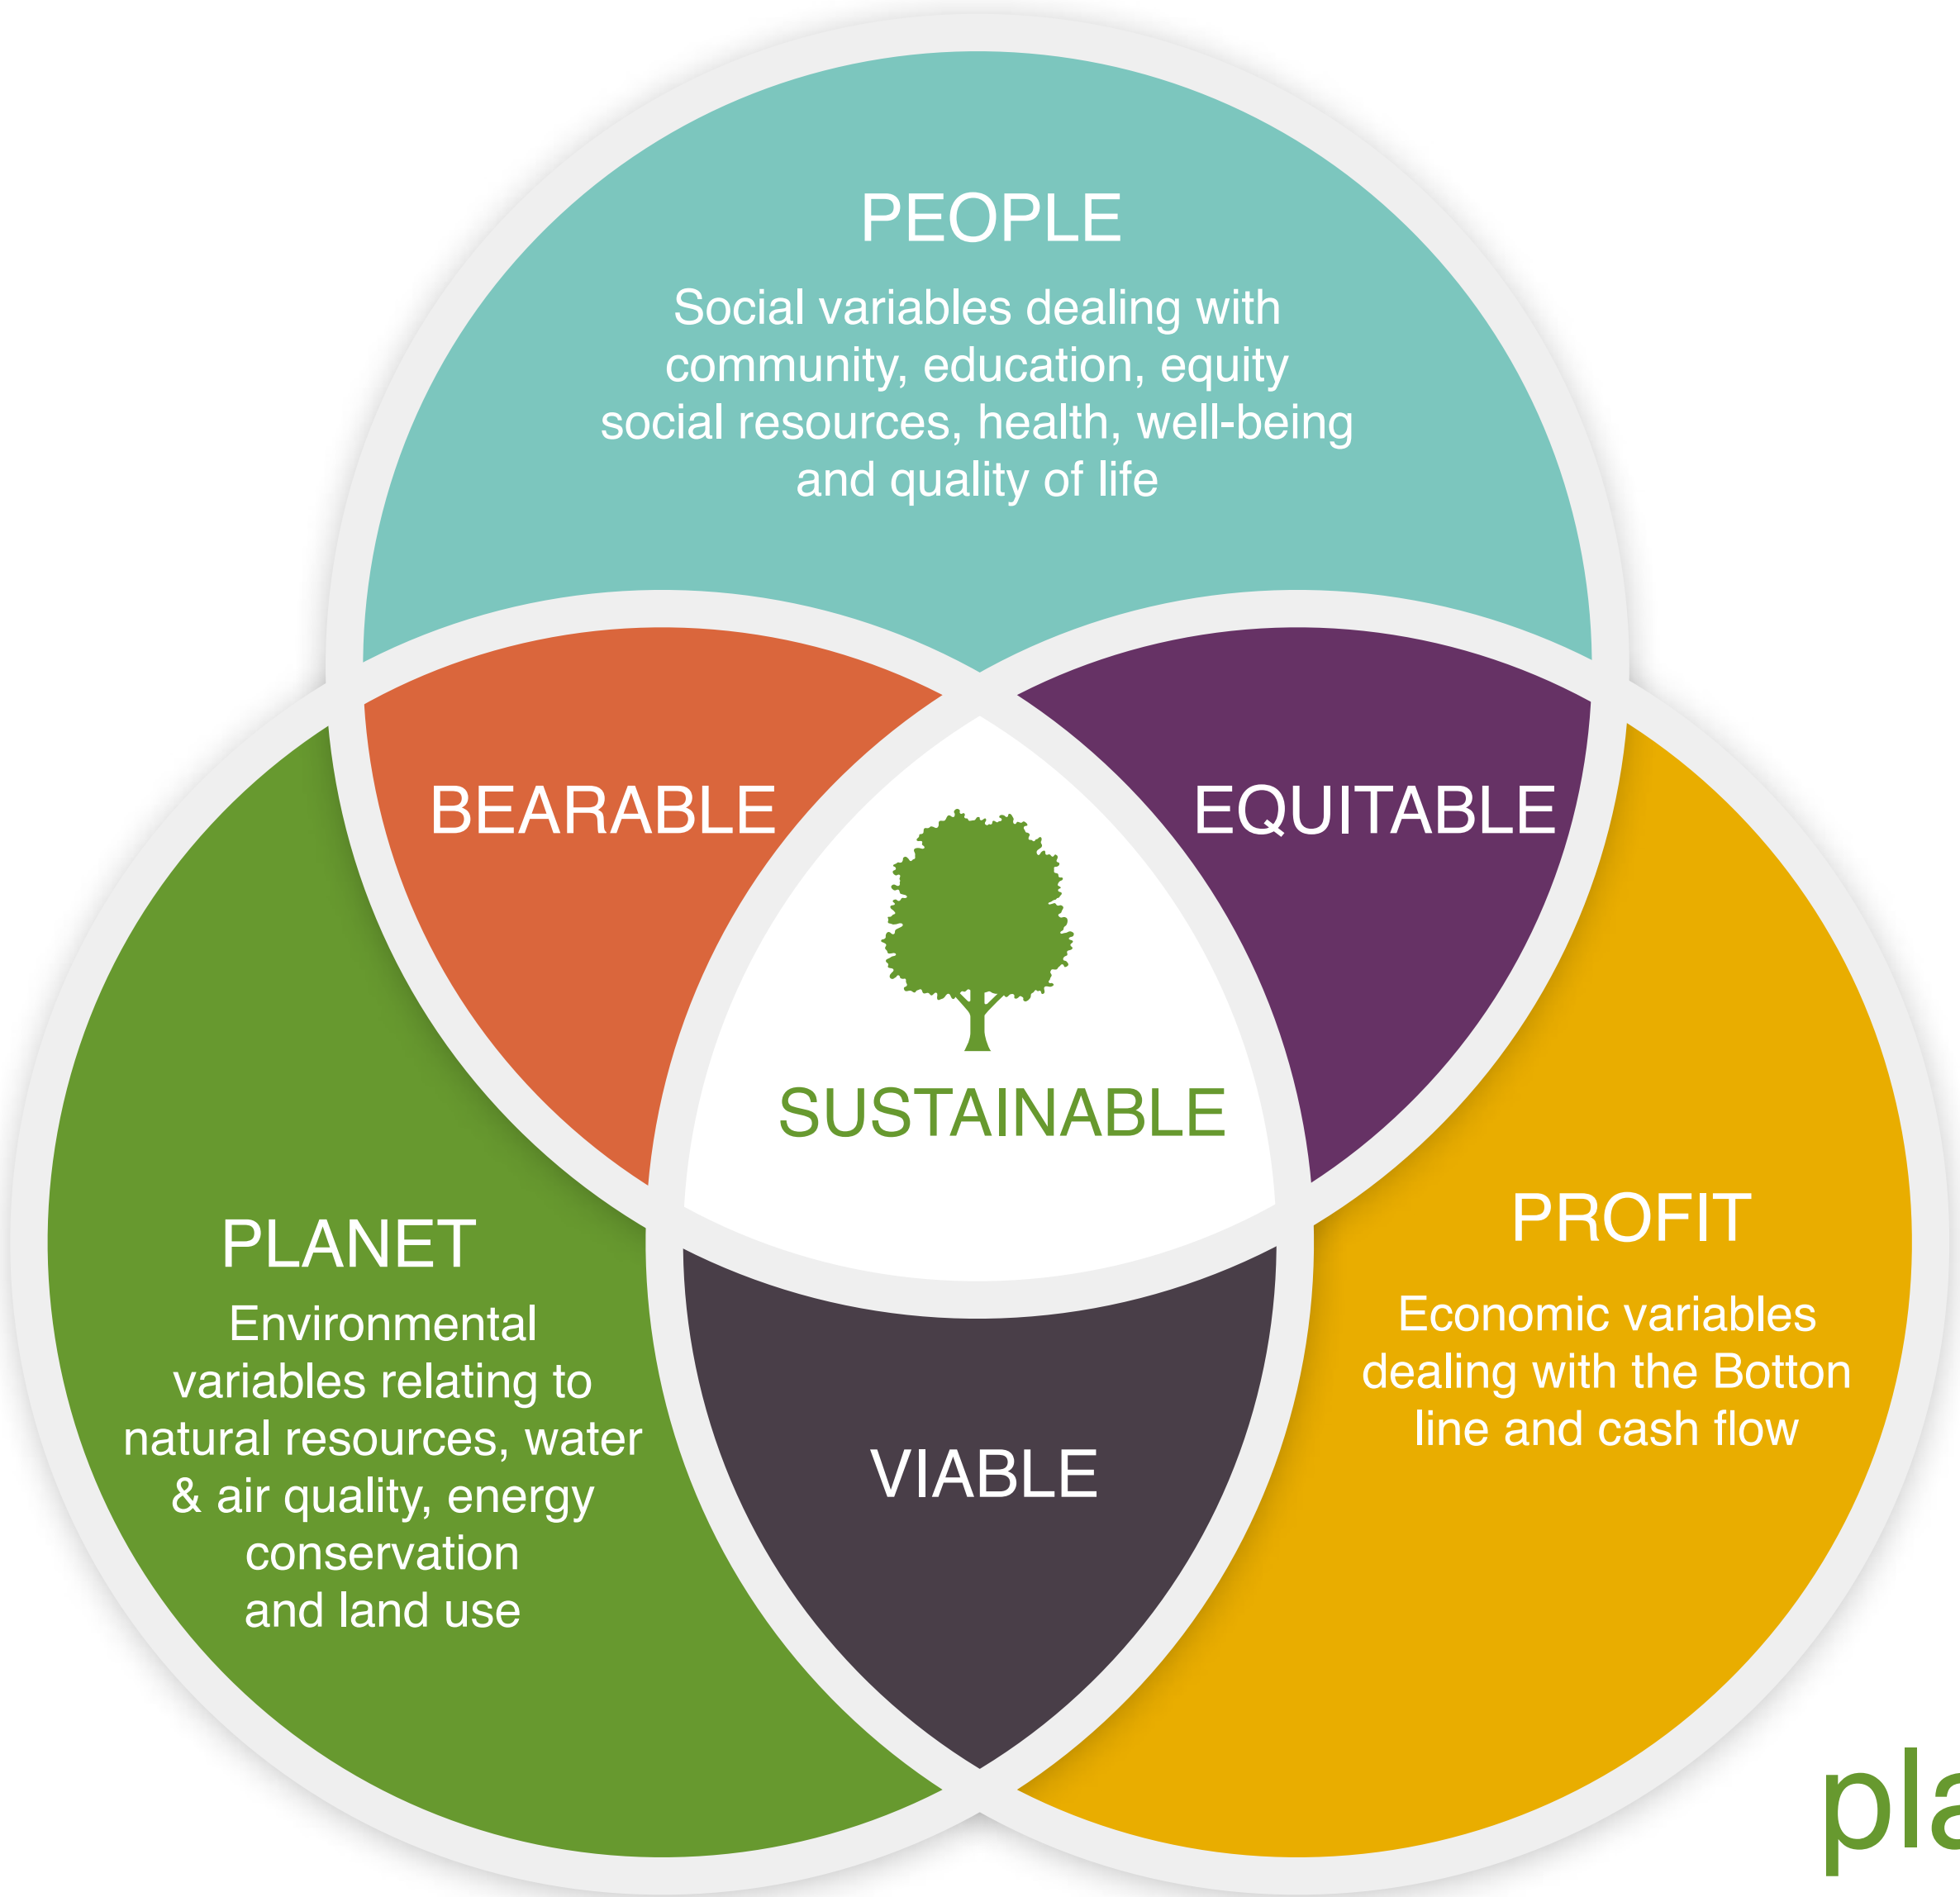 PEOPLE
Social variables dealing with
community, education, equity
social resources, health, well-being
and quality of life
BEARABLE
EQUITABLE
SUSTAINABLE
PLANET
Environmental
variables relating to
natural resources, water
& air quality, energy
conservation
and land use
PROFIT
Economic variables
dealing with the Botton
line and cash flow
VIABLE